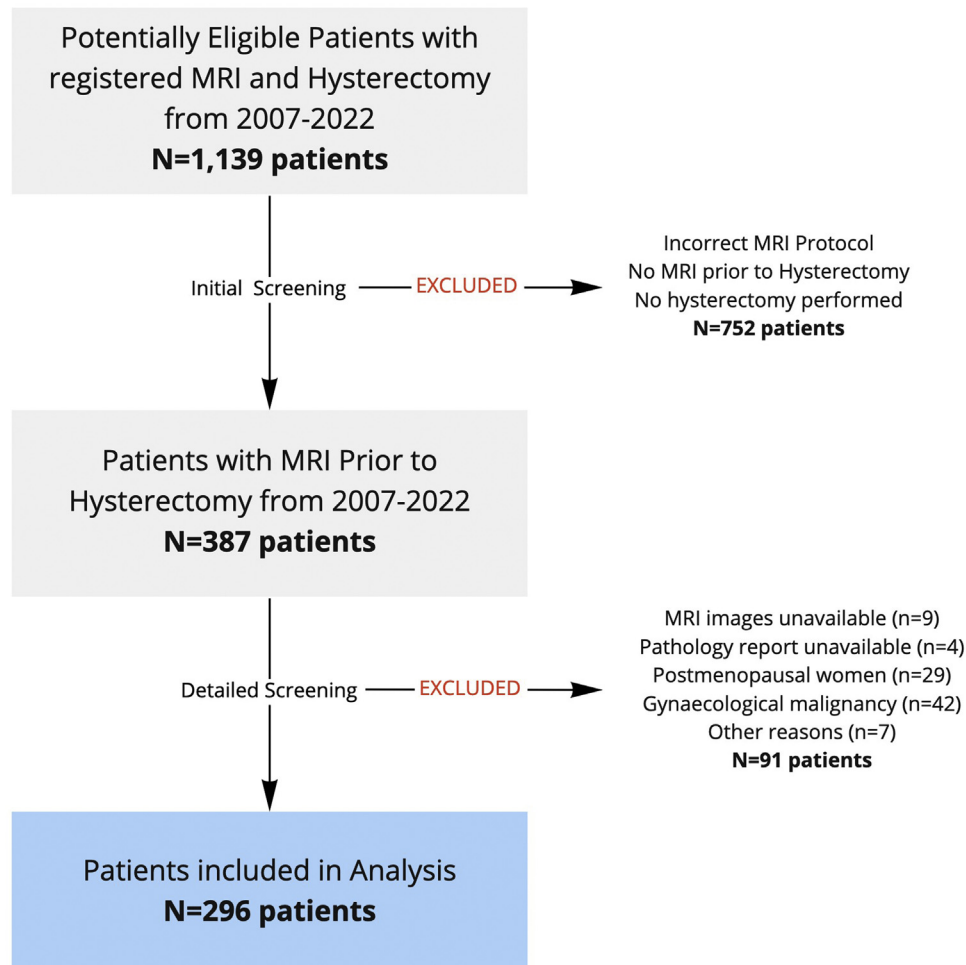 Potentially Eligible Patients with
registered MRI and Hysterectomy
from 2007-2022
N=1,139 patients
Initial Screening
EXCLUDED
Incorrect MRI Protocol
No MRI prior to Hysterectomy
No hysterectomy performed
N=752 patients
Patients with MRI Prior to
Hysterectomy from 2007-2022
N=387 patients
Detailed Screening
EXCLUDED
MRI images unavailable (n=9)
Pathology report unavailable (n=4)
Postmenopausal women (n=29)
Gynaecological malignancy (n=42)
Other reasons (n=7)
N=91 patients
Patients included in Analysis
N=296 patients